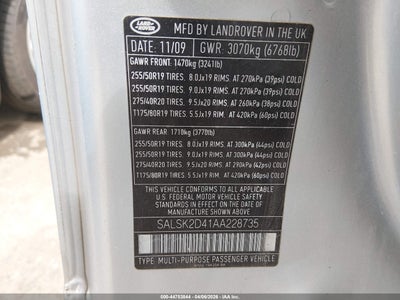 LAND
ROVER
MFD BY LANDROVER IN UK
DATE: 11/09 GWR: 3070kg (6768lb)
GAWR FRONT: 1470kg (3241lb)
255/50R19 TIRES. 8.0Jx19 RIMS. AT 270kPA (39psi) COLD
255/50R19 TIRES. 9.0Jx19 RIMS. AT 270kPA (39psi) COLD
275/40R20 TIRES. 9.5Jx20 RIMS. AT 260kPA (38psi) COLD
T175/80R19 TIRES. 5.5Jx19 RIM. AT 420kPA (60psi) COLD
GAWR REAR 1710kg (3770lb)
255/50R19 TIRES. 8.0Jx19 RIMS. AT 300kPA (44psi) COLD
255/50R19 TIRES. 9.0Jx19 RIMS. AT 300kPA (44psi) COLD
275/40R20 TIRES. 9.5Jx20 RIMS. AT 290kPA (42psi) COLD
T175/80R19 TIRES. 5.5Jx19 RIM. AT 420kPA (60psi) COLD
THIS VEHICLE CONFORMS TO ALL APPLICABLE
U.S. FEDERAL MOTOR VEHICLE SAFETY
STANDARDS IN EFFECT ON THE DATE OF
MANUFACTURE SHOWN ABOVE
SALSK2D41AA228735
TYPE: MULTI-PURPOSE PASSENGER VEHICLE
IAA 44753844 - 04/06/2026 - CHICAGO-SOUTH, IL